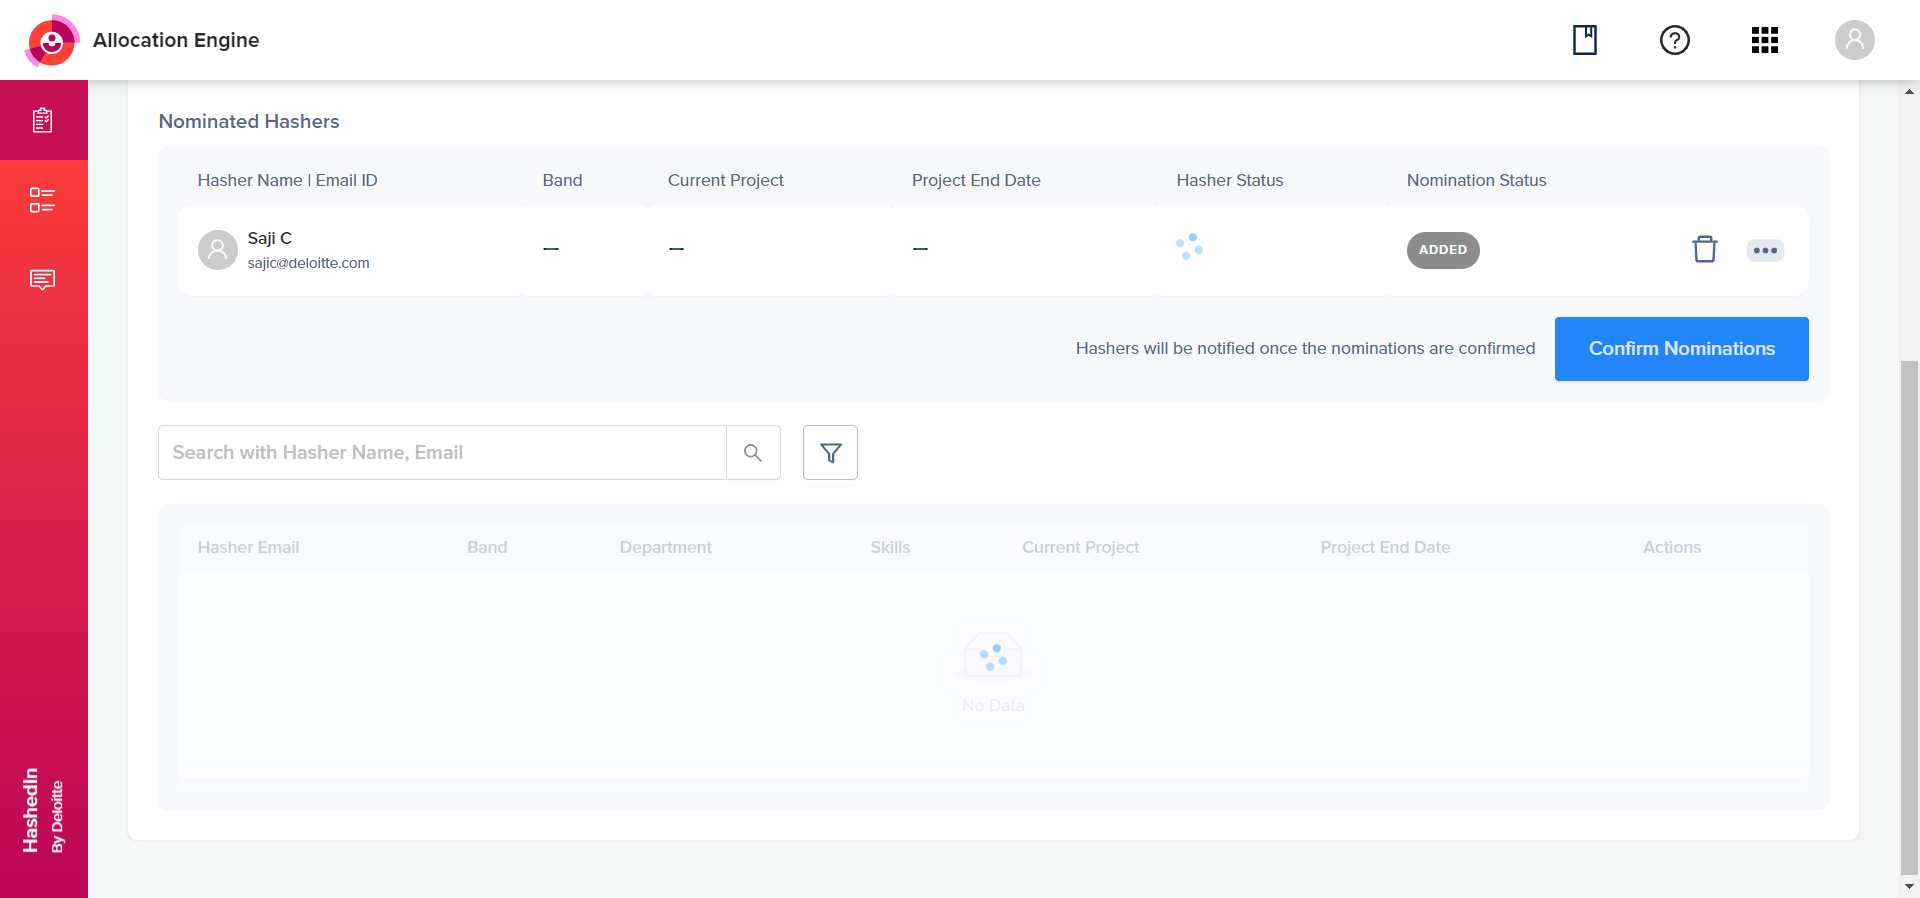 Allocation Engine
Nominated Hashers
Hasher Name | Email ID Band Current Project Project End Date Hasher Status Nomination Status
Saji C
sajic@deloitte.com
— — — ADDED
Hashers will be notified once the nominations are confirmed Confirm Nominations
Search with Hasher Name, Email
Hasher Email Band Department Skills Current Project Project End Date Actions
No Data
HashedIn
By Deloitte